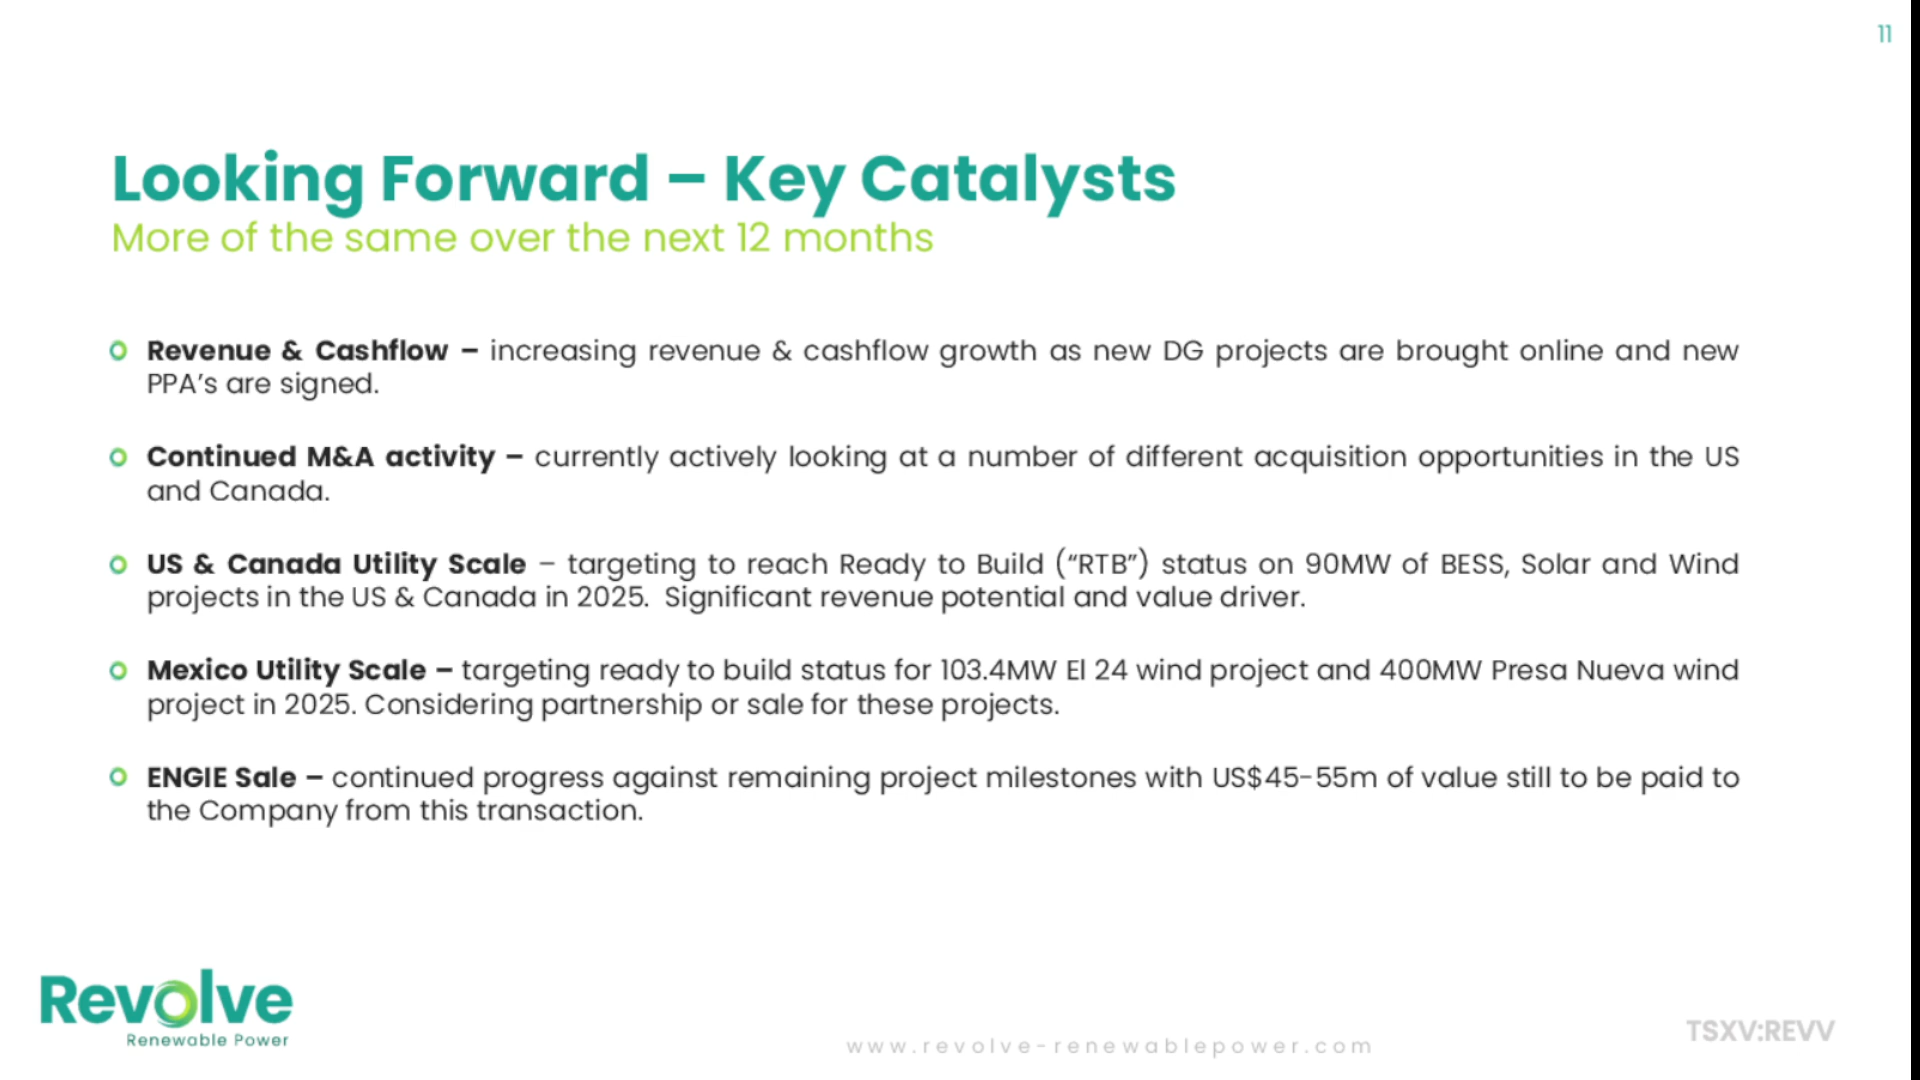 11
Looking Forward – Key Catalysts
More of the same over the next 12 months
Revenue & Cashflow – increasing revenue & cashflow growth as new DG projects are brought online and new
PPA’s are signed.
Continued M&A activity – currently actively looking at a number of different acquisition opportunities in the US
and Canada.
US & Canada Utility Scale – targeting to reach Ready to Build (“RTB”) status on 90MW of BESS, Solar and Wind
projects in the US & Canada in 2025.  Significant revenue potential and value driver.
Mexico Utility Scale – targeting ready to build status for 103.4MW El 24 wind project and 400MW Presa Nueva wind
project in 2025. Considering partnership or sale for these projects.
ENGIE Sale – continued progress against remaining project milestones with US$45-55m of value still to be paid to
the Company from this transaction.
Revolve
Renewable Power
www.revolve-renewablepower.com
TSXV:REVV